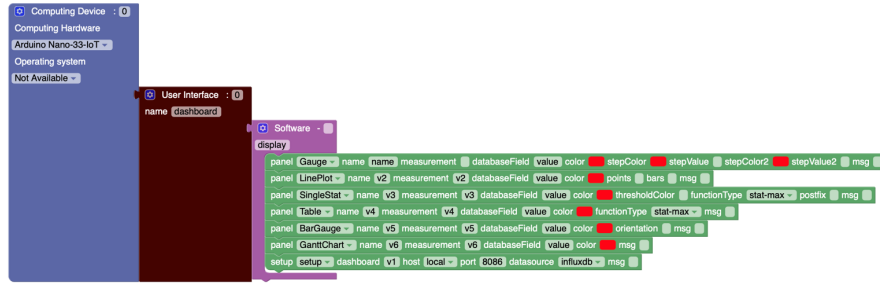 Computing Device : 0
Computing Hardware
Arduino Nano-33-IoT
Operating system
Not Available
User Interface : 0
name dashboard
Software -
display
panel Gauge name name measurement databaseField value color stepColor stepValue stepColor2 stepValue2 msg
panel LinePlot name v2 measurement v2 databaseField value color points bars msg
panel SingleStat name v3 measurement v3 databaseField value color thresholdColor functionType stat-max postfix msg
panel Table name v4 measurement v4 databaseField value color functionType stat-max msg
panel BarGauge name v5 measurement v5 databaseField value color orientation msg
panel GanttChart name v6 measurement v6 databaseField value color msg
setup setup dashboard v1 host local port 8086 datasource influxdb msg